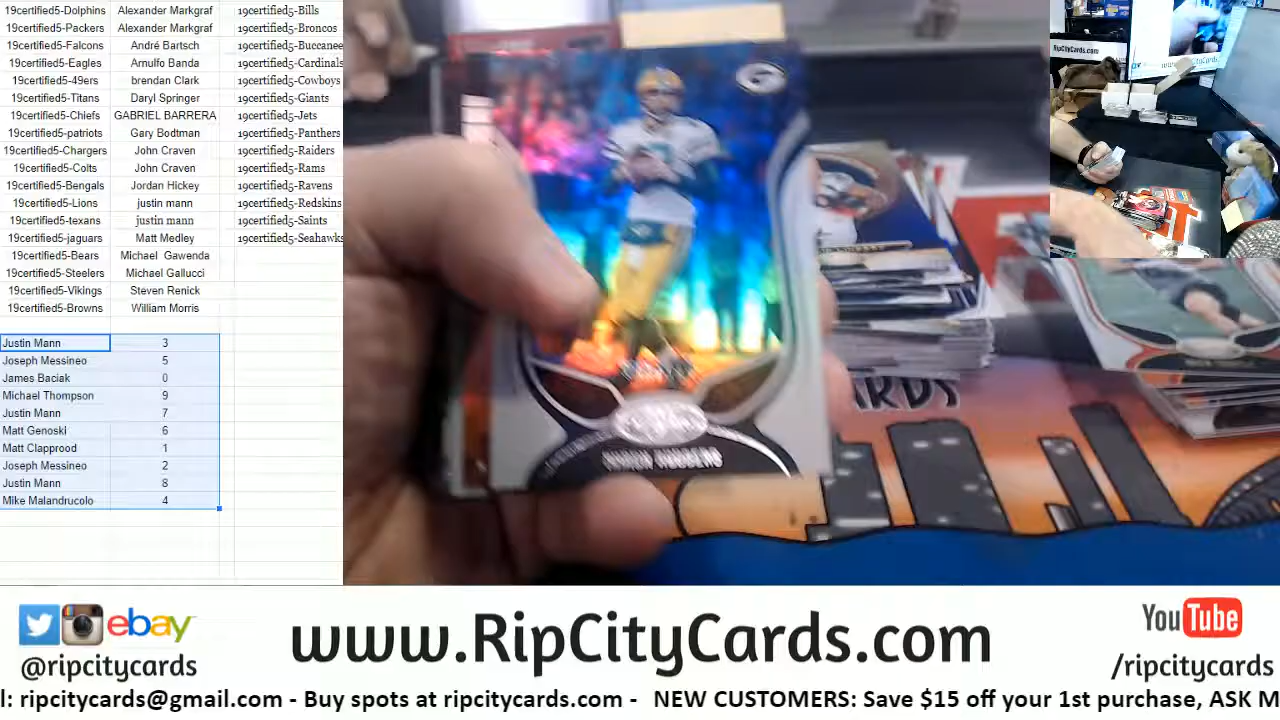 19certified5-Dolphins Alexander Markgraf 19certified5-Bills
19certified5-Packers Alexander Markgraf 19certified5-Broncos
19certified5-Falcons André Bartsch 19certified5-Buccanee
19certified5-Eagles Arnulfo Banda 19certified5-Cardinals
19certified5-49ers brendan Clark 19certified5-Cowboys
19certified5-Titans Daryl Springer 19certified5-Giants
19certified5-Chiefs GABRIEL BARRERA 19certified5-Jets
19certified5-patriots Gary Bodtman 19certified5-Panthers
19certified5-Chargers John Craven 19certified5-Raiders
19certified5-Colts John Craven 19certified5-Rams
19certified5-Bengals Jordan Hickey 19certified5-Ravens
19certified5-Lions justin mann 19certified5-Redskins
19certified5-texans justin mann 19certified5-Saints
19certified5-jaguars Matt Medley 19certified5-Seahawks
19certified5-Bears Michael Gawenda
19certified5-Steelers Michael Gallucci
19certified5-Vikings Steven Renick
19certified5-Browns William Morris
Justin Mann 3
Joseph Messineo 5
James Baciak 0
Michael Thompson 9
Justin Mann 7
Matt Genoski 6
Matt Clapprood 1
Joseph Messineo 2
Justin Mann 8
Mike Malandrucolo 4
RipCity Cards.com
ARDS
ebay
@ripcitycards
www.RipCityCards.com
YouTube
/ripcitycards
l: ripcitycards@gmail.com - Buy spots at ripcitycards.com - NEW CUSTOMERS: Save $15 off your 1st purchase, ASK M